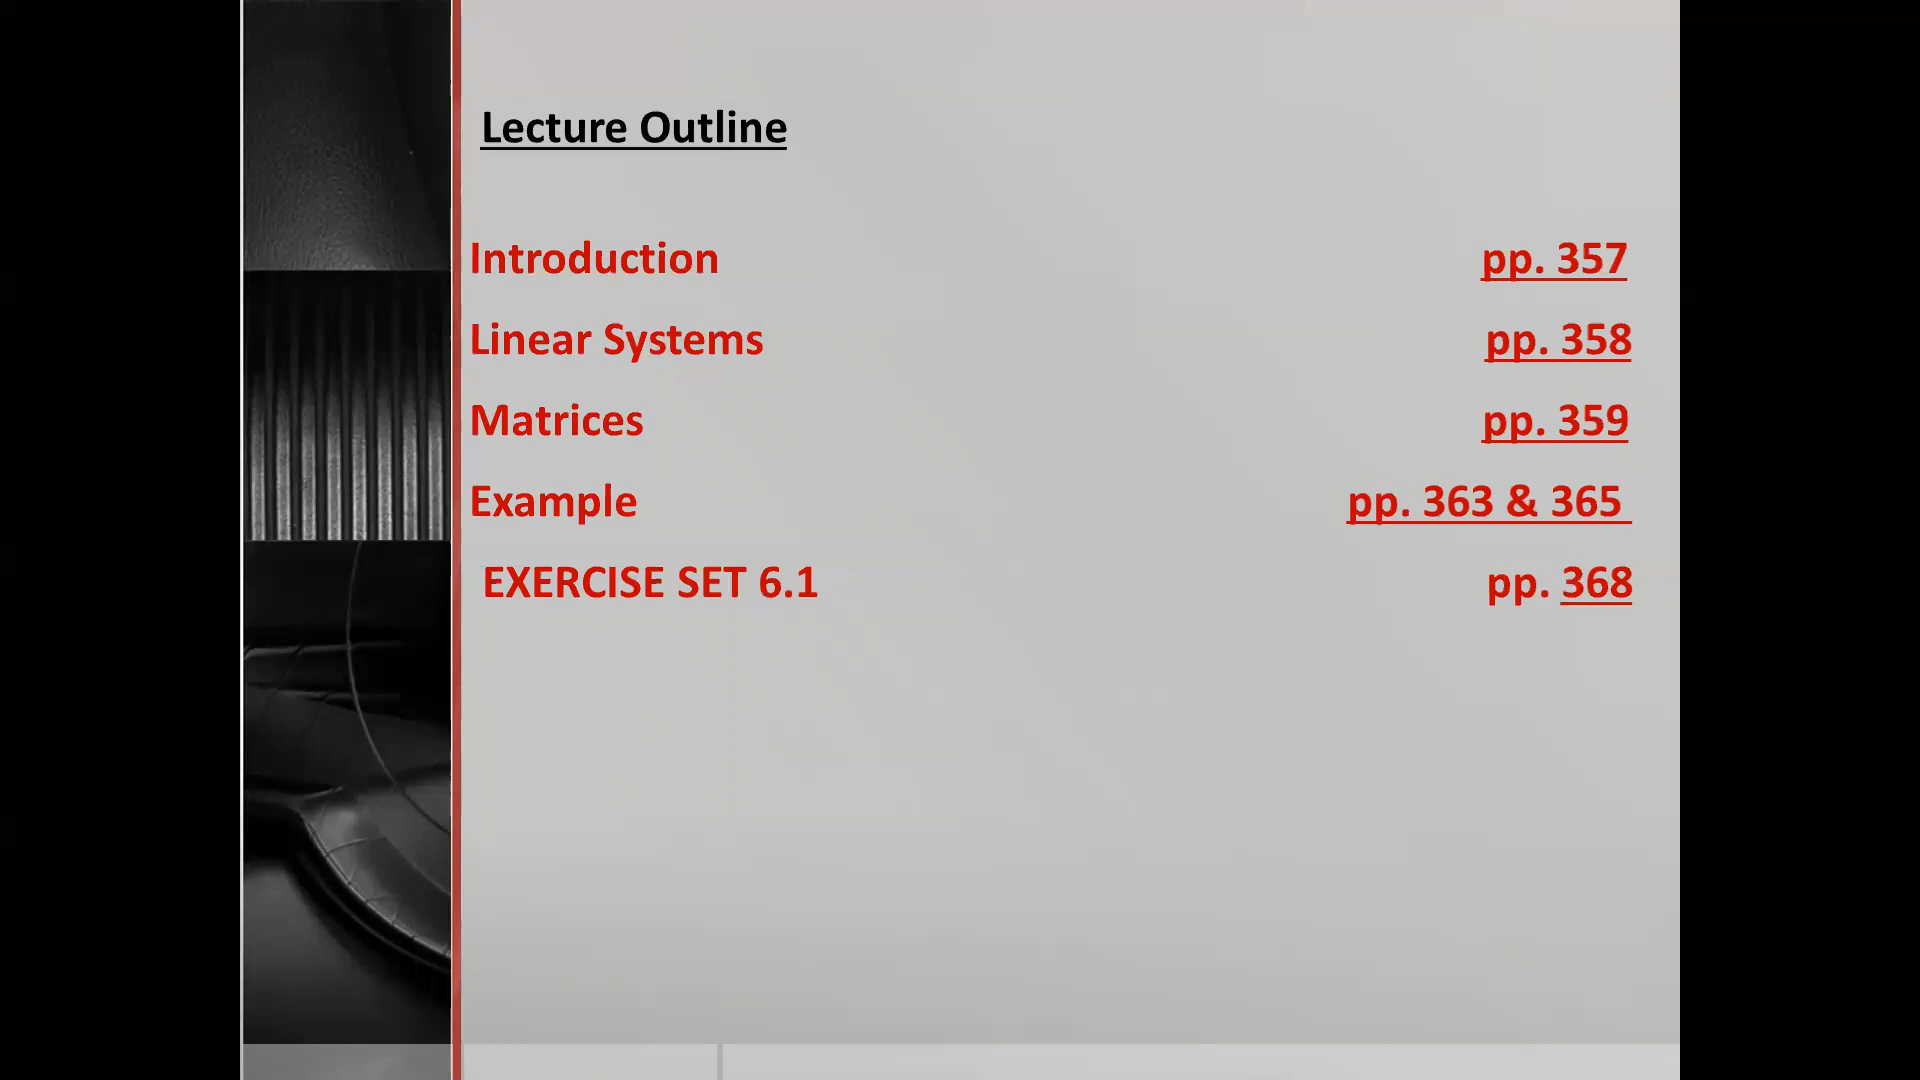 Lecture Outline
Introduction pp. 357
Linear Systems pp. 358
Matrices pp. 359
Example pp. 363 & 365
EXERCISE SET 6.1 pp. 368